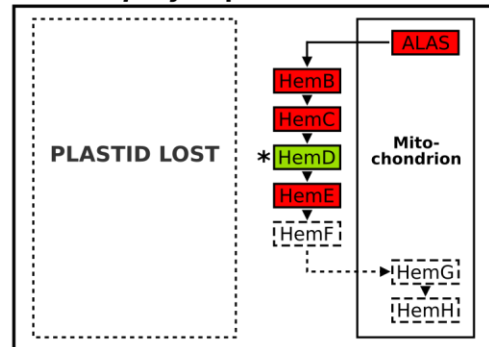 ALAS
HemB
HemC
PLASTID LOST
* HemD
Mito-
chondrion
HemE
HemF
HemG
HemH